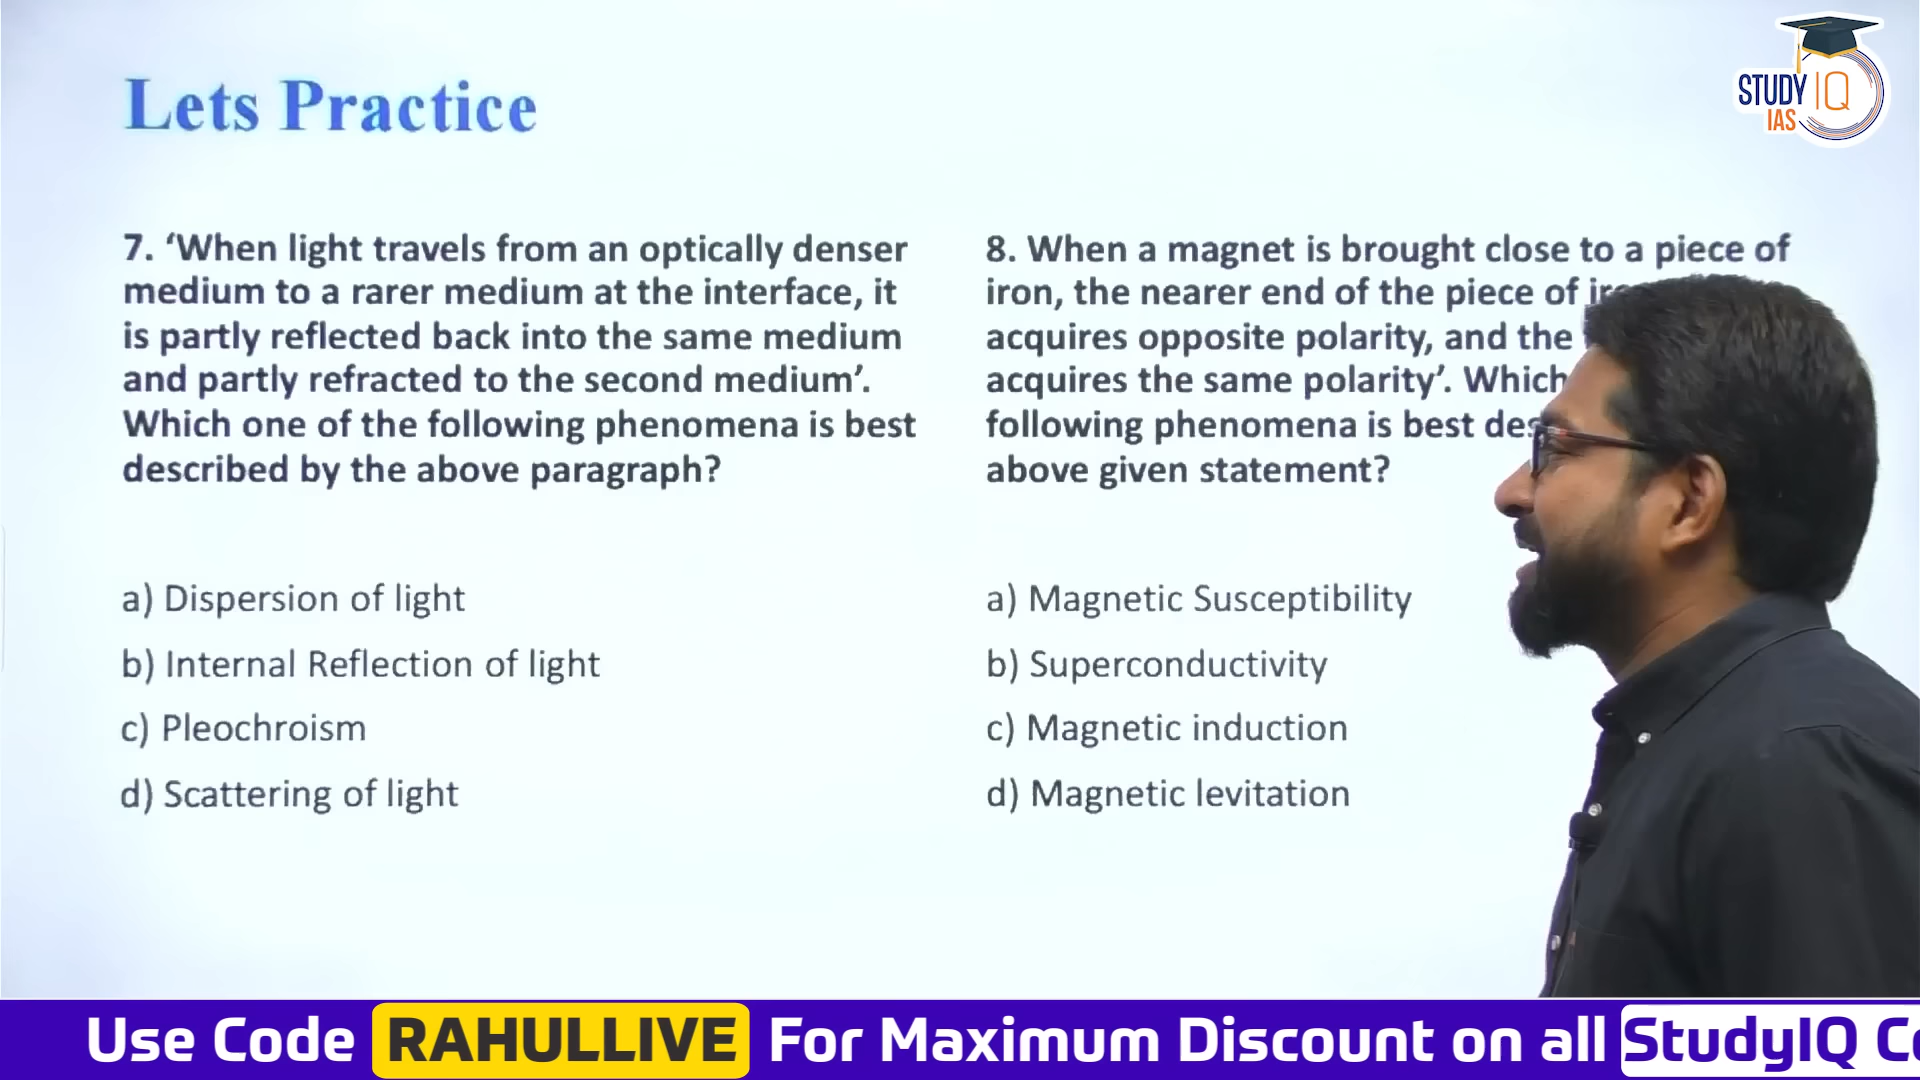 Lets Practice
STUDY IQ
IAS
7. ‘When light travels from an optically denser
medium to a rarer medium at the interface, it
is partly reflected back into the same medium
and partly refracted to the second medium’.
Which one of the following phenomena is best
described by the above paragraph?
a) Dispersion of light
b) Internal Reflection of light
c) Pleochroism
d) Scattering of light
8. When a magnet is brought close to a piece of
iron, the nearer end of the piece of
acquires opposite polarity, and the
acquires the same polarity’. Which
following phenomena is best
above given statement?
a) Magnetic Susceptibility
b) Superconductivity
c) Magnetic induction
d) Magnetic levitation
Use Code RAHULLIVE For Maximum Discount on all StudyIQ